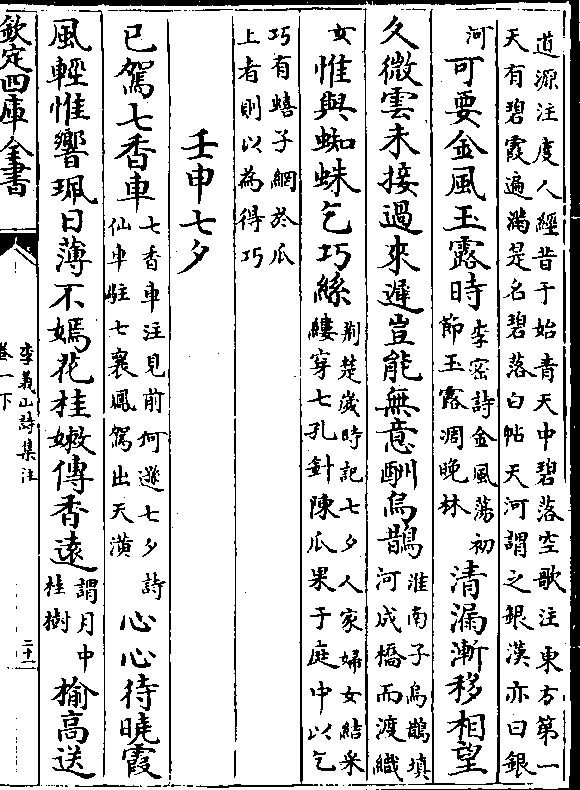 道源注度人經昔于始青天中碧落空歌注東方第一
天有碧霞遍滿是名碧落白帖天河謂之銀漢亦曰銀
河
可要金風玉露時
李密詩金風蕩初
節玉露凋晚林
清漏漸移相望
久微雲未接過來遲豈能無意酬烏鵲
淮南子烏鵲填
河成橋而渡織
女
惟與蜘蛛乞巧絲
荆楚歲時記七夕人家婦女結采
縷穿七孔針陳瓜果于庭中以乞
巧有蟢子網於瓜
上者則以為得巧
壬申七夕
已駕七香車
七香車注見前何遜七夕詩
仙車駐七襄鳳駕出天潢
心心待曉霞
風輕惟響珮日薄不嫣花桂嫩傳香遠
謂月中
桂樹
榆高送
欽定四庫全書
李義山詩集注
卷一下
二十一